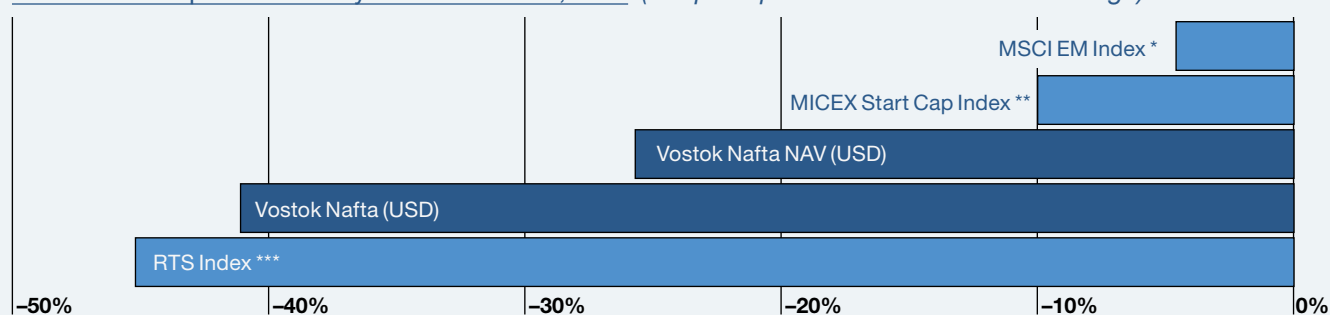 MSCI EM Index *
MICEX Start Cap Index **
Vostok Nafta NAV (USD)
Vostok Nafta (USD)
RTS Index ***
–50% –40% –30% –20% –10% 0%